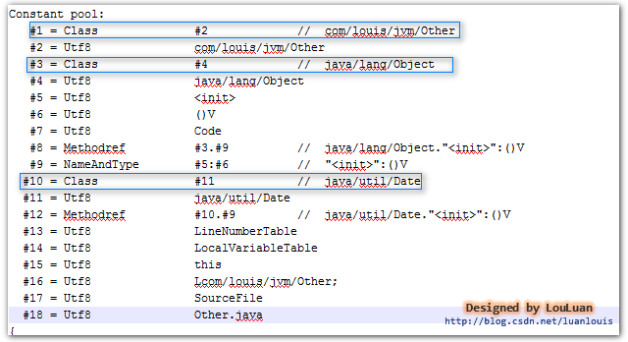 Constant pool:
#1 = Class #2 // com/louis/jvm/Other
#2 = Utf8 com/louis/jvm/Other
#3 = Class #4 // java/lang/Object
#4 = Utf8 java/lang/Object
#5 = Utf8 <init>
#6 = Utf8 ()V
#7 = Utf8 Code
#8 = Methodref #3.#9 // java/lang/Object."<init>":()V
#9 = NameAndType #5:#6 // "<init>":()V
#10 = Class #11 // java/util/Date
#11 = Utf8 java/util/Date
#12 = Methodref #10.#9 // java/util/Date."<init>":()V
#13 = Utf8 LineNumberTable
#14 = Utf8 LocalVariableTable
#15 = Utf8 this
#16 = Utf8 Lcom/louis/jvm/Other;
#17 = Utf8 SourceFile
#18 = Utf8 Other.java
{
Designed by LouLuan
http://blog.csdn.net/luanlouis